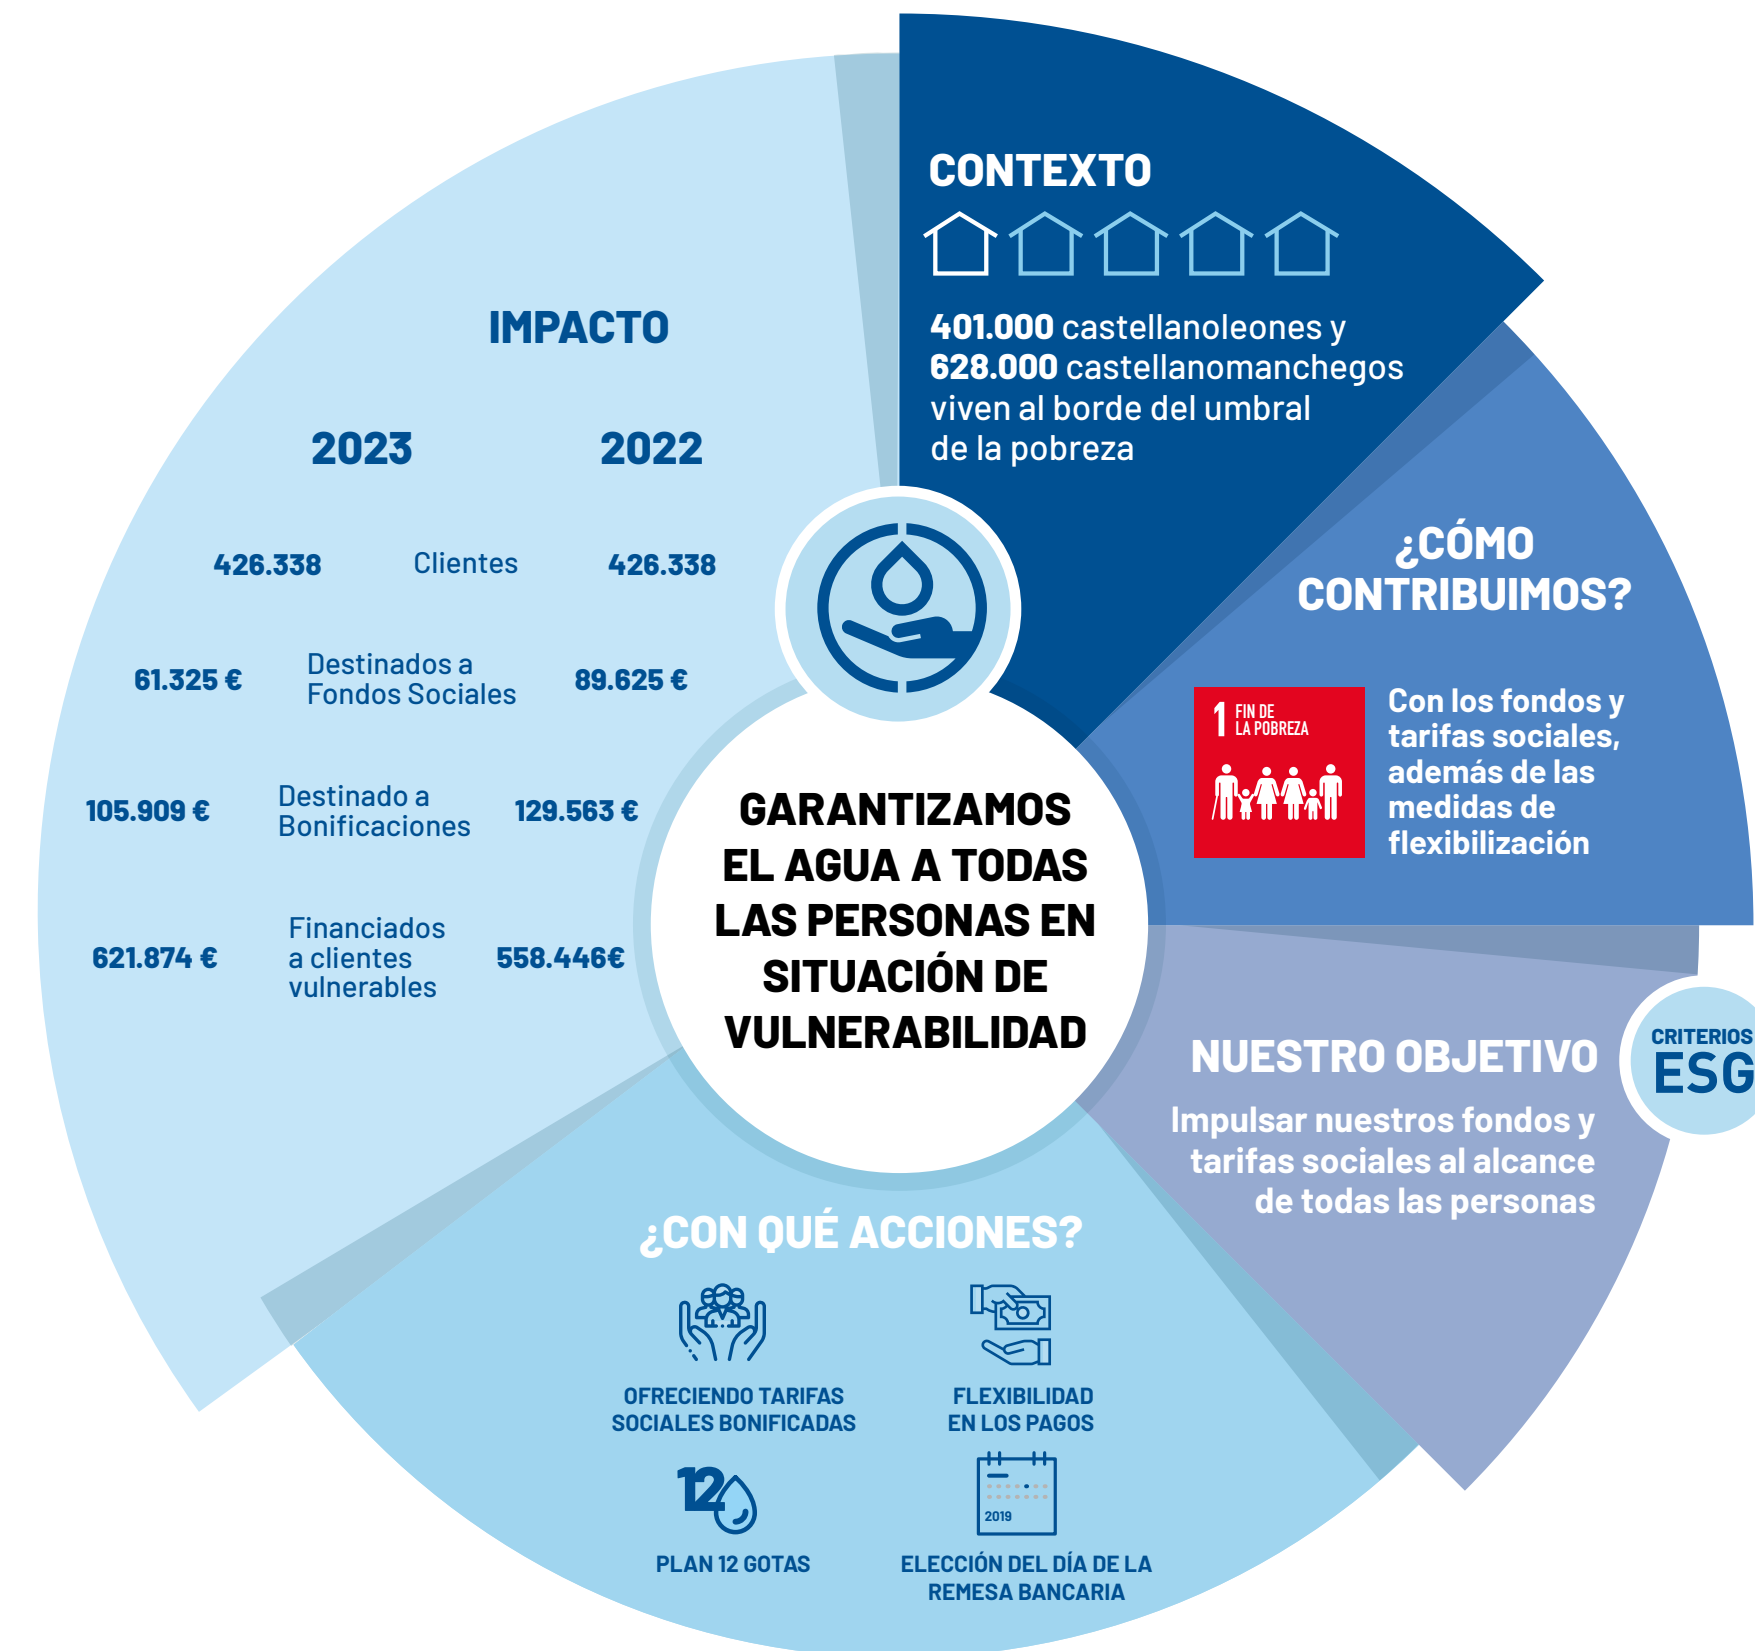 CONTEXTO
401.000 castellanoleones y
628.000 castellanomanchegos
viven al borde del umbral
de la pobreza
¿CÓMO
CONTRIBUIMOS?
1 FIN DE
LA POBREZA
Con los fondos y
tarifas sociales,
además de las
medidas de
flexibilización
NUESTRO OBJETIVO
Impulsar nuestros fondos y
tarifas sociales al alcance
de todas las personas
CRITERIOS
ESG
¿CON QUÉ ACCIONES?
OFRECIENDO TARIFAS
SOCIALES BONIFICADAS
FLEXIBILIDAD
EN LOS PAGOS
12
PLAN 12 GOTAS
2019
ELECCIÓN DEL DÍA DE LA
REMESA BANCARIA
IMPACTO
2023 2022
426.338 Clientes 426.338
61.325 € Destinados a
Fondos Sociales 89.625 €
105.909 € Destinado a
Bonificaciones 129.563 €
621.874 € Financiados
a clientes
vulnerables 558.446€
GARANTIZAMOS
EL AGUA A TODAS
LAS PERSONAS EN
SITUACIÓN DE
VULNERABILIDAD